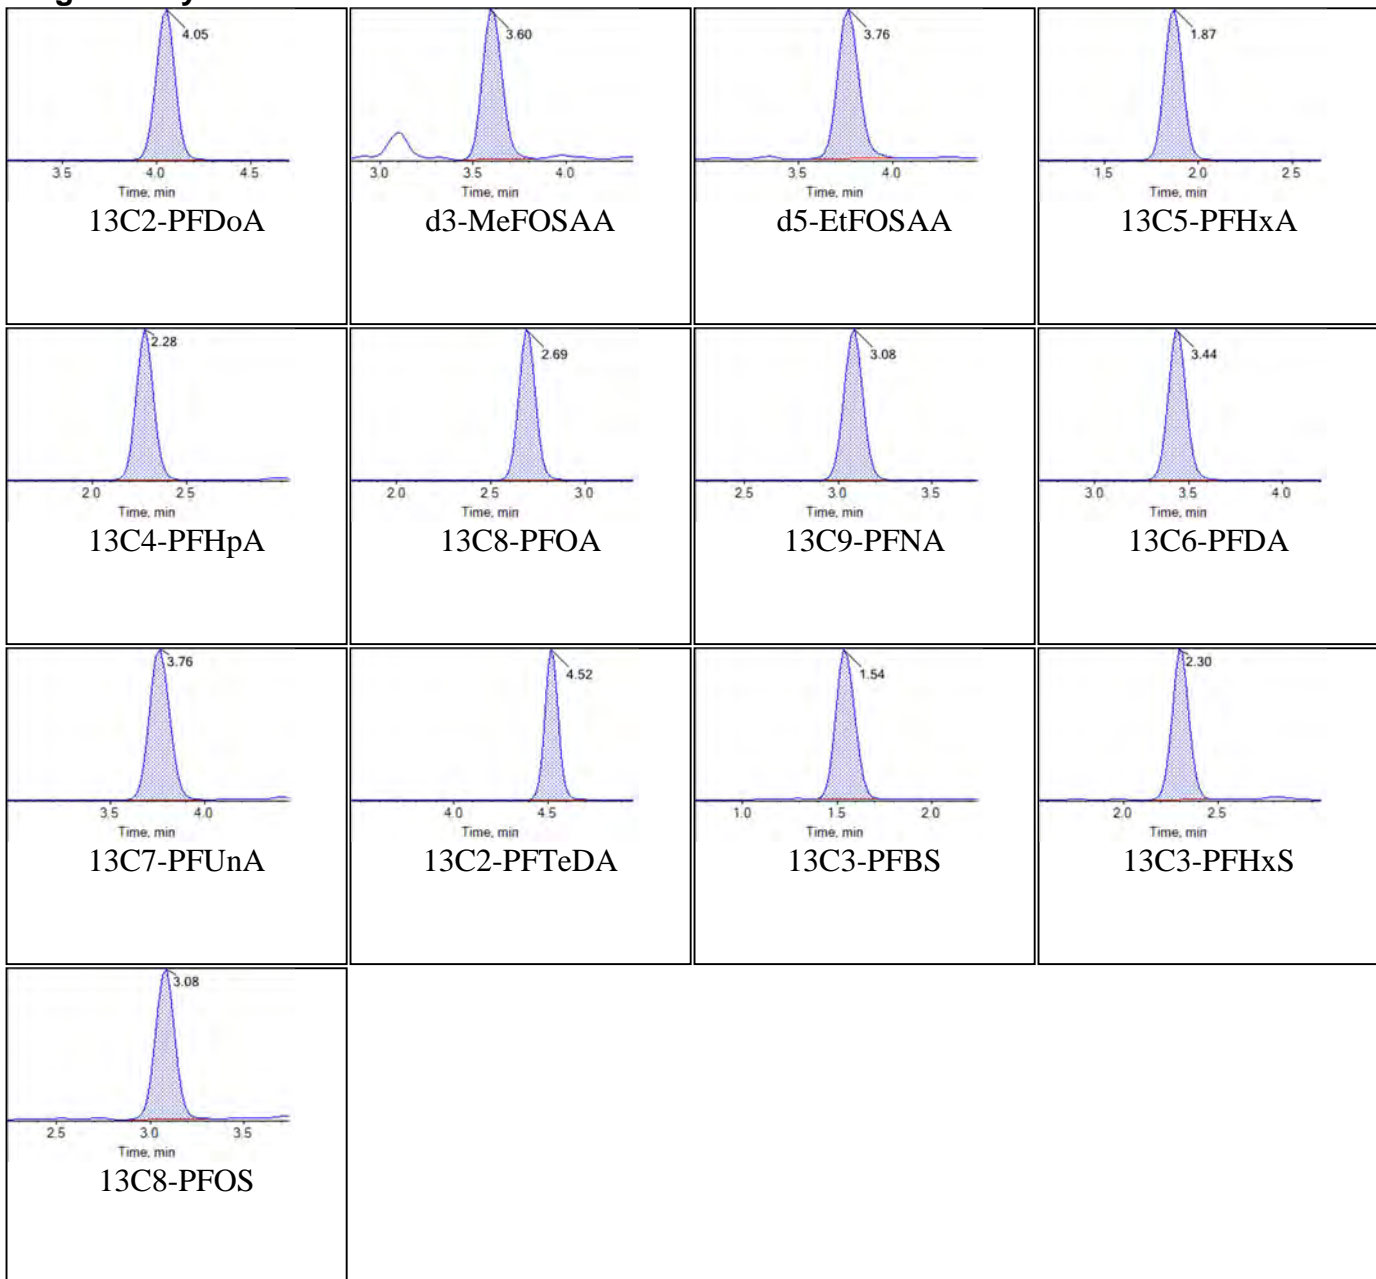 4.05
3.5 4.0 4.5
Time, min
13C2-PFDoA
3.60
3.0 3.5 4.0
Time, min
d3-MeFOSAA
3.76
3.5 4.0
Time, min
d5-EtFOSAA
1.87
1.5 2.0 2.5
Time, min
13C5-PFHxA
2.28
2.0 2.5
Time, min
13C4-PFHpA
2.69
2.0 2.5 3.0
Time, min
13C8-PFOA
3.08
2.5 3.0 3.5
Time, min
13C9-PFNA
3.44
3.0 3.5 4.0
Time, min
13C6-PFDA
3.76
3.5 4.0
Time, min
13C7-PFUnA
4.52
4.0 4.5
Time, min
13C2-PFTeDA
1.54
1.0 1.5 2.0
Time, min
13C3-PFBS
2.30
2.0 2.5
Time, min
13C3-PFHxS
3.08
2.5 3.0 3.5
Time, min
13C8-PFOS